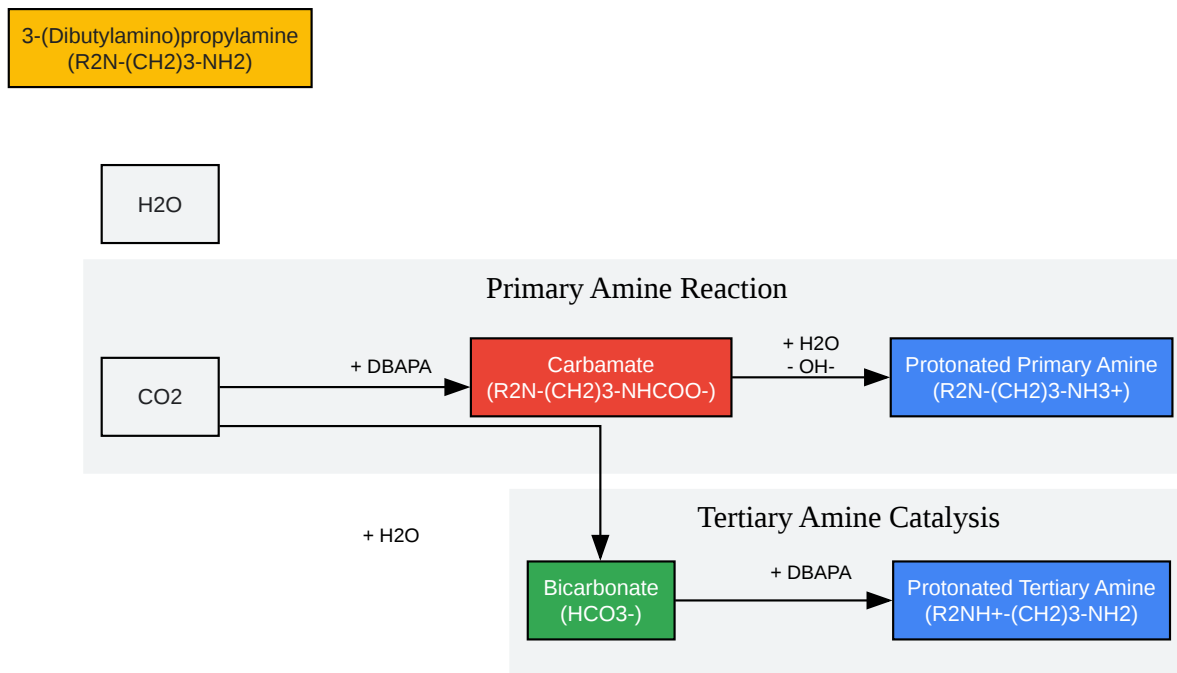 3-(Dibutylamino)propylamine
(R2N-(CH2)3-NH2)
H2O
Primary Amine Reaction
CO2
+ DBAPA
Carbamate
(R2N-(CH2)3-NHCOO-)
+ H2O
- OH-
Protonated Primary Amine
(R2N-(CH2)3-NH3+)
+ H2O
Tertiary Amine Catalysis
Bicarbonate
(HCO3-)
+ DBAPA
Protonated Tertiary Amine
(R2NH+-(CH2)3-NH2)